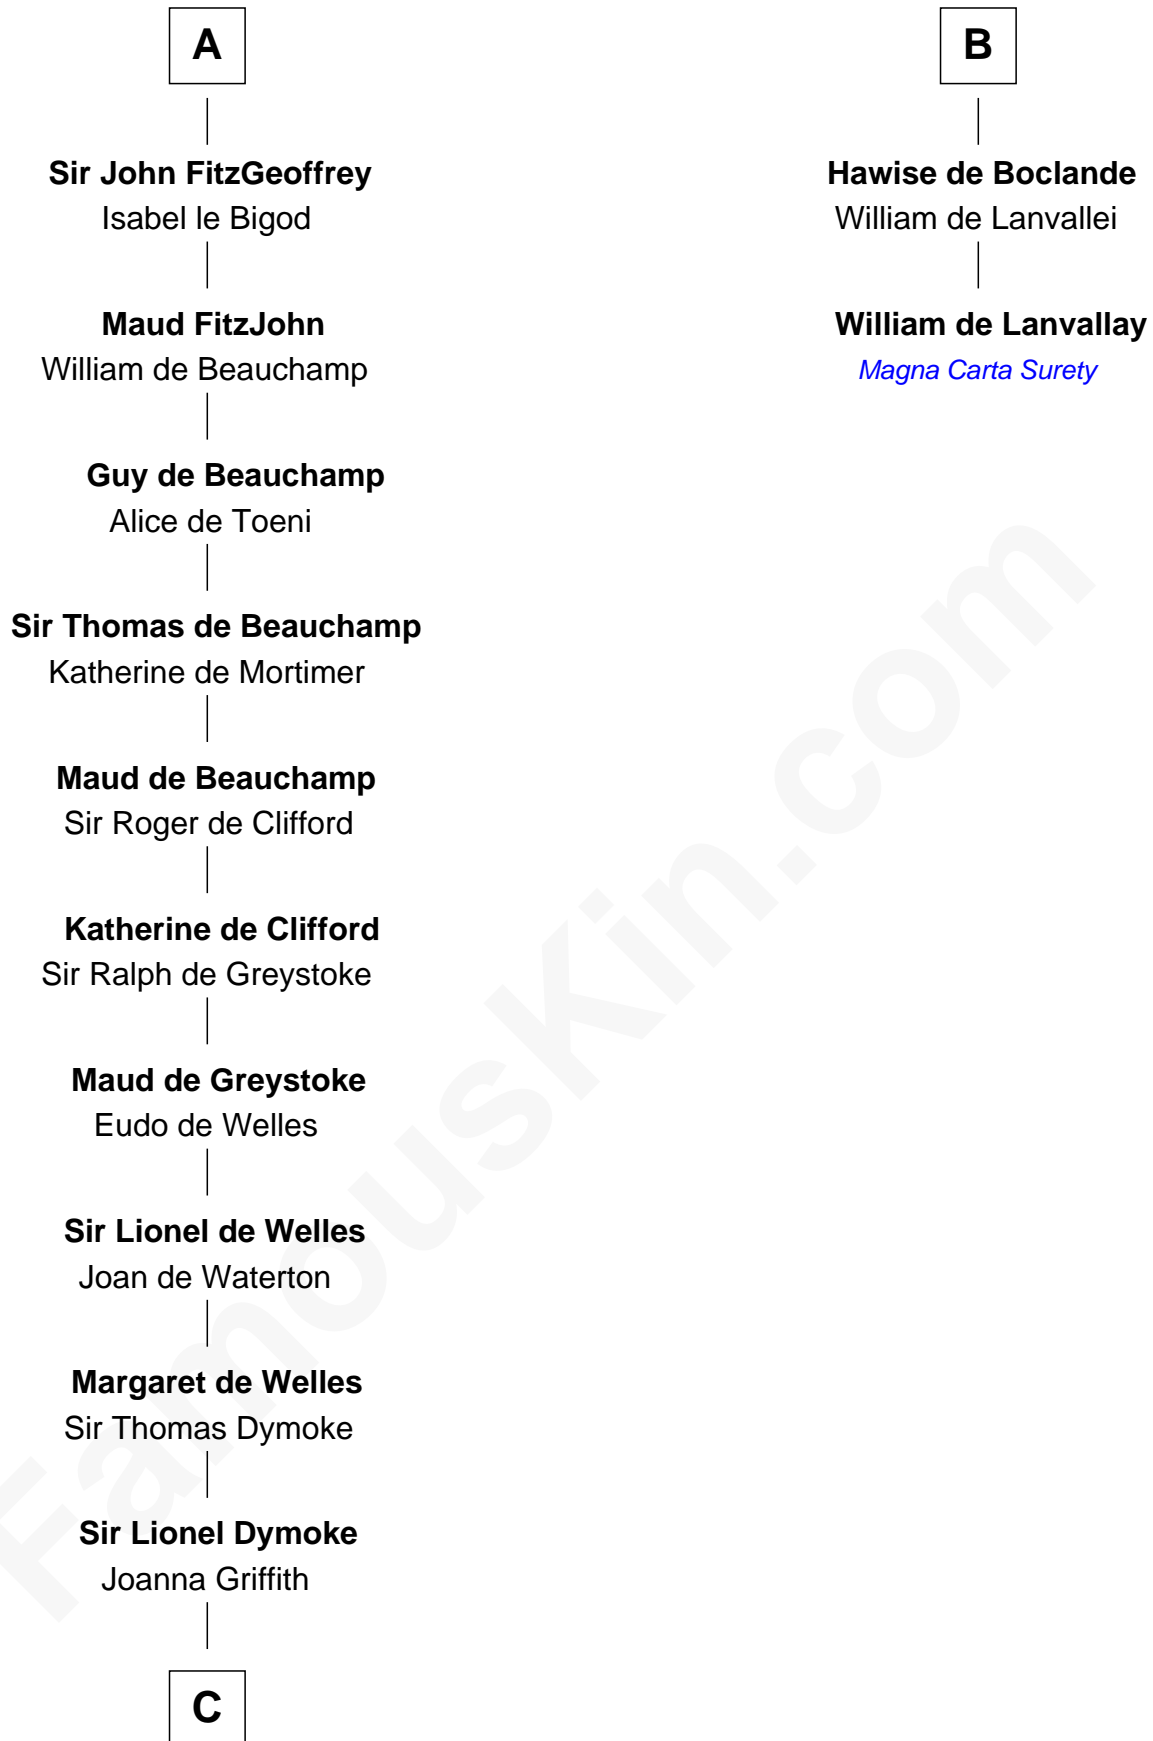 A
Sir John FitzGeoffrey
Isabel le Bigod
Maud FitzJohn
William de Beauchamp
Guy de Beauchamp
Alice de Toeni
Sir Thomas de Beauchamp
Katherine de Mortimer
Maud de Beauchamp
Sir Roger de Clifford
Katherine de Clifford
Sir Ralph de Greystoke
Maud de Greystoke
Eudo de Welles
Sir Lionel de Welles
Joan de Waterton
Margaret de Welles
Sir Thomas Dymoke
Sir Lionel Dymoke
Joanna Griffith
C
B
Hawise de Boclande
William de Lanvallei
William de Lanvallay
Magna Carta Surety
FamousKin.com